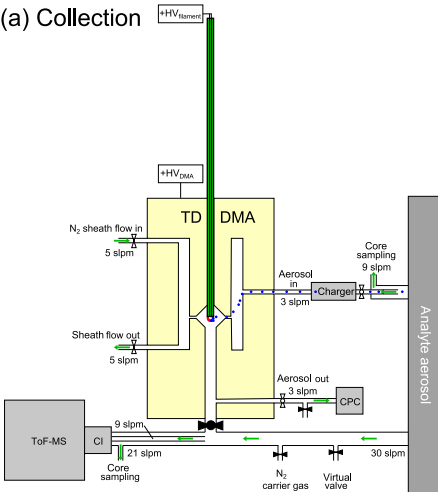 (a) Collection
+HVfilament
+HVDMA
TD DMA
N2 sheath flow in
5 slpm
Core
sampling
9 slpm
Aerosol
in
3 slpm
Charger
Sheath flow out
5 slpm
Aerosol out
3 slpm
CPC
Analyte aerosol
ToF-MS
CI
9 slpm
21 slpm
Core
sampling
N2
carrier gas
Virtual
valve
30 slpm